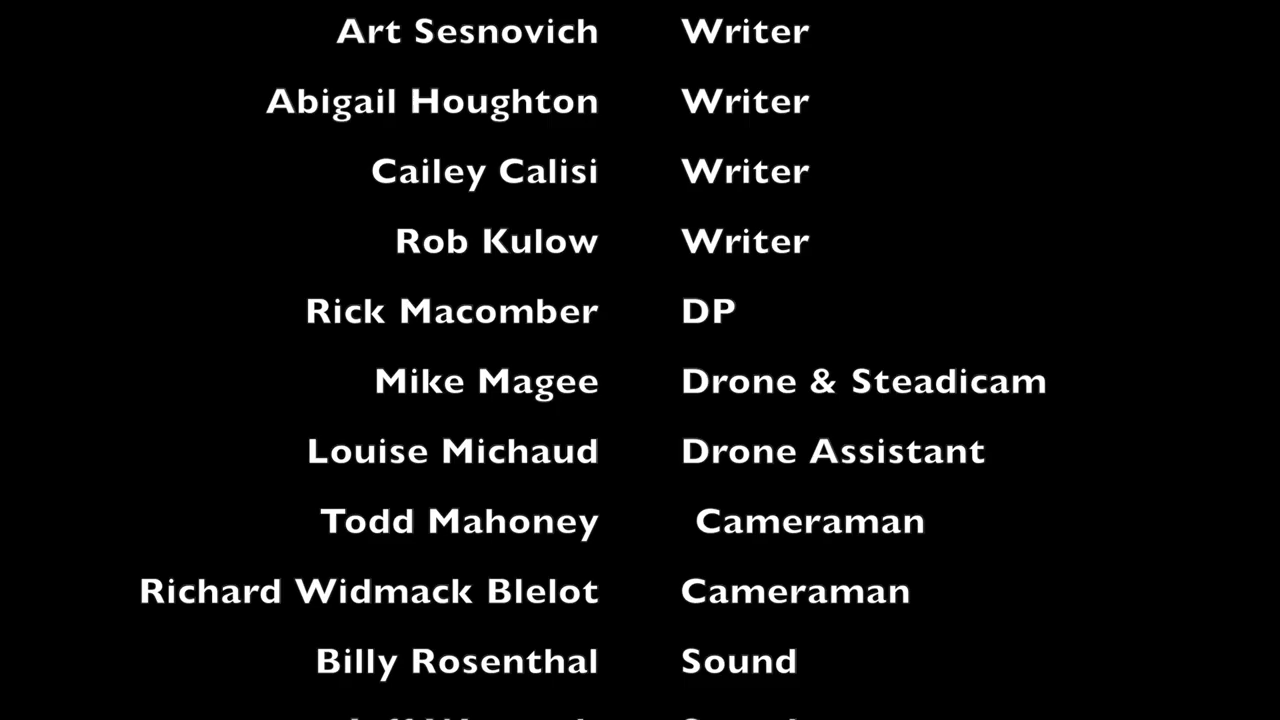 Art Sesnovich Writer
Abigail Houghton Writer
Cailey Calisi Writer
Rob Kulow Writer
Rick Macomber DP
Mike Magee Drone & Steadicam
Louise Michaud Drone Assistant
Todd Mahoney Cameraman
Richard Widmack Blelot Cameraman
Billy Rosenthal Sound